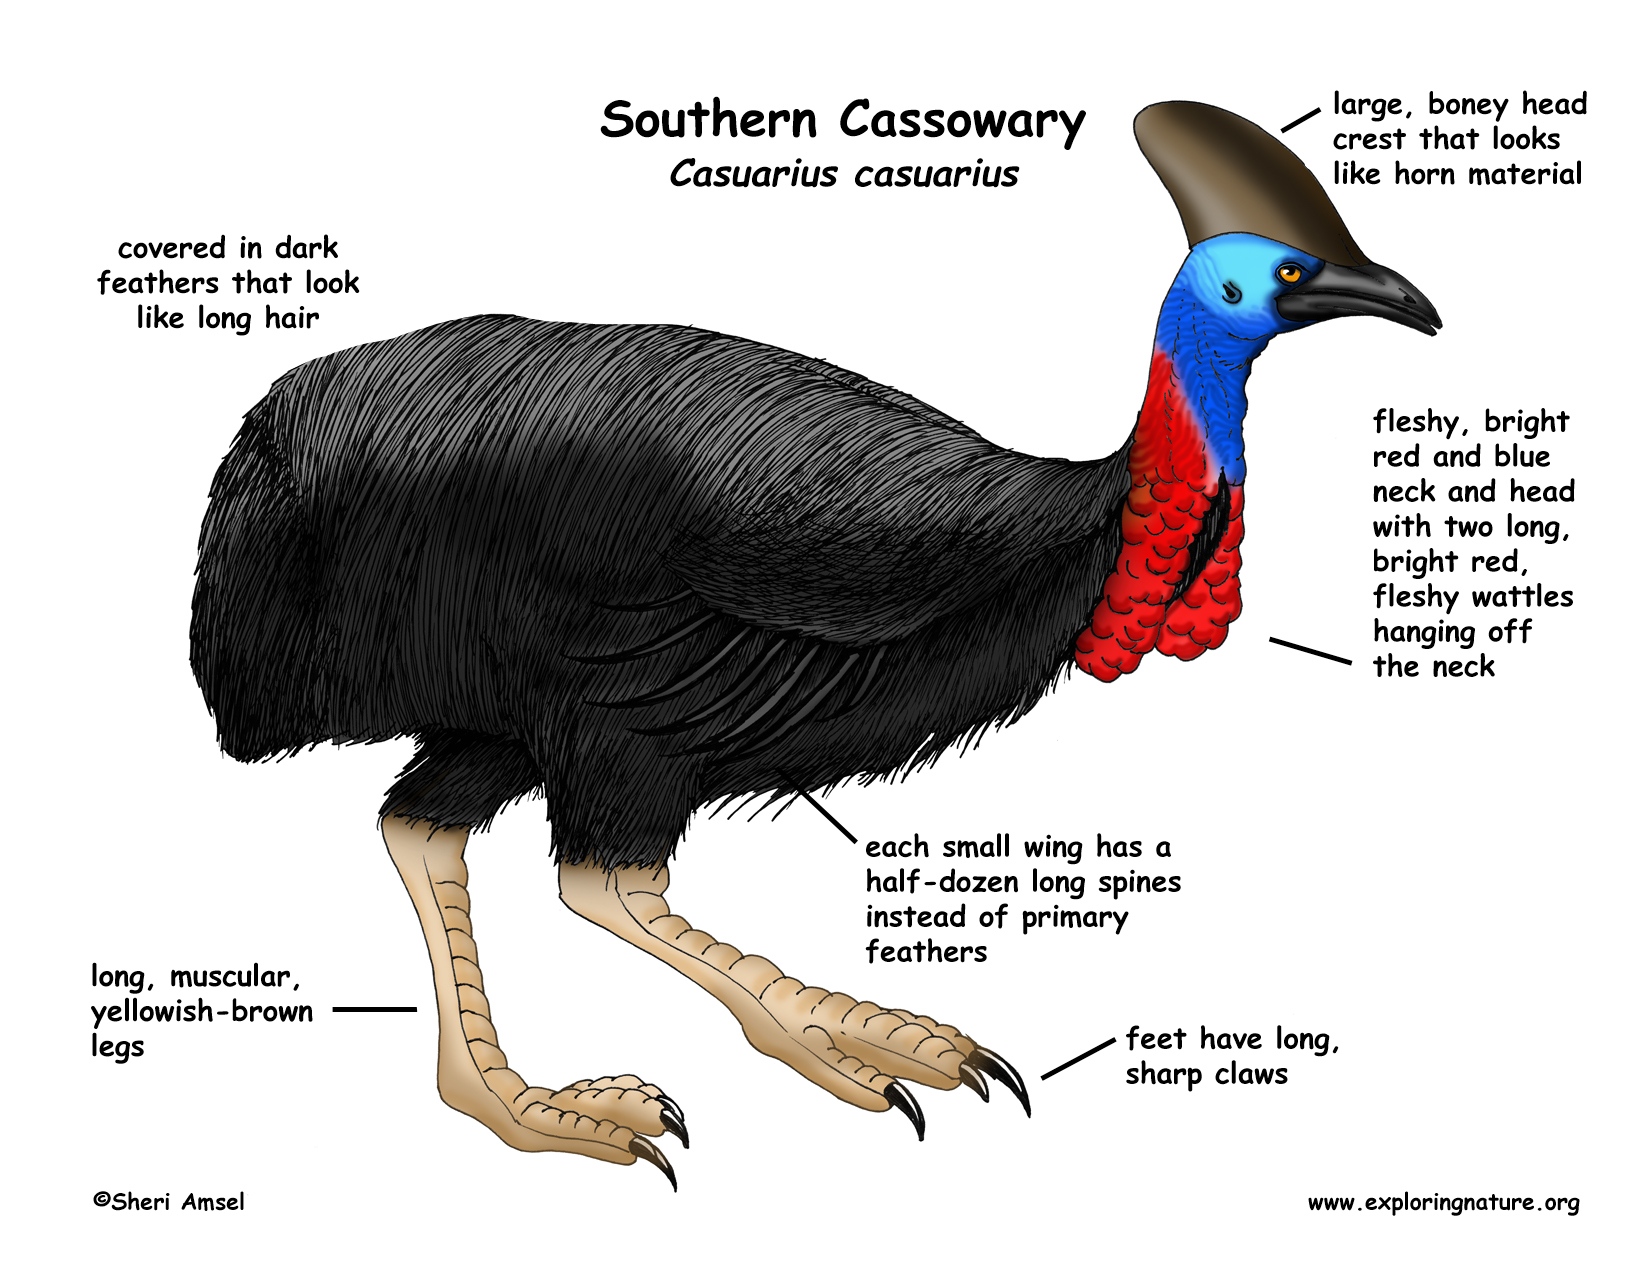 Southern Cassowary
Casuarius casuarius
large, boney head
crest that looks
like horn material
covered in dark
feathers that look
like long hair
fleshy, bright
red and blue
neck and head
with two long,
bright red,
fleshy wattles
hanging off
the neck
each small wing has a
half-dozen long spines
instead of primary
feathers
long, muscular,
yellowish-brown
legs
feet have long,
sharp claws
©Sheri Amsel
www.exploringnature.org